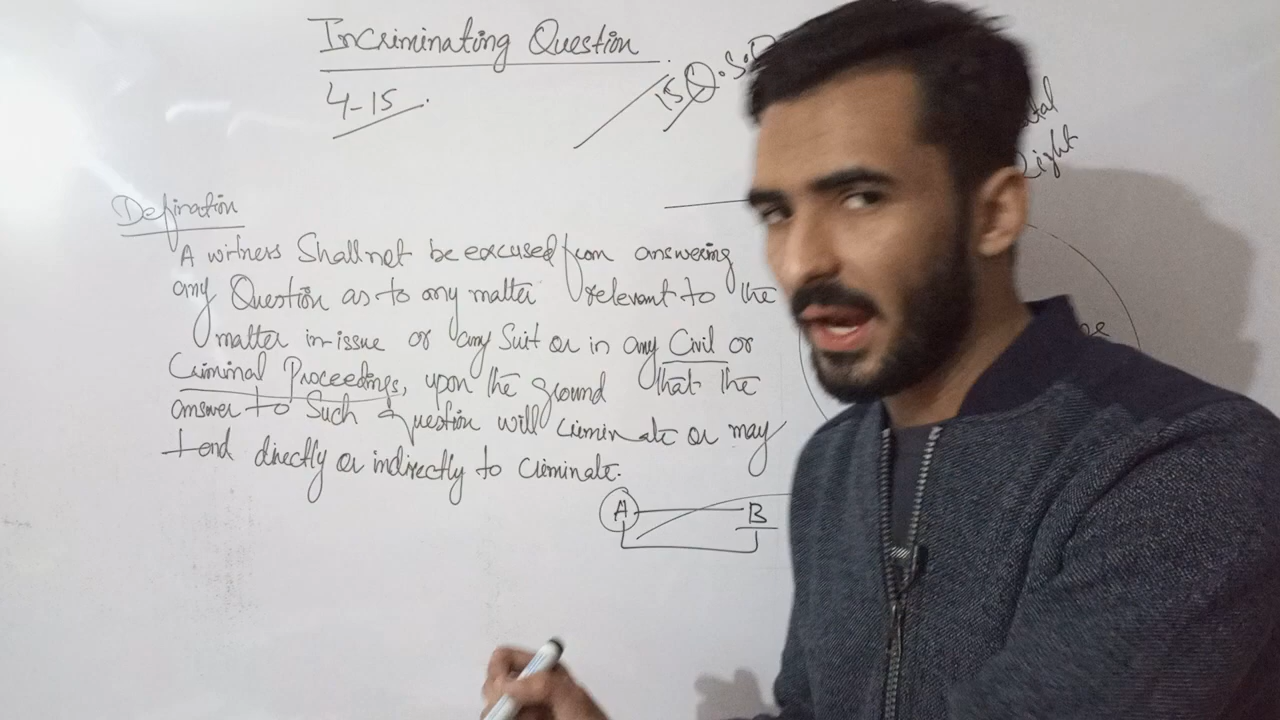 Incriminating Question
4-15
15 Q.S.O
Right
Defination
A witness Shall not be excused from answering
any Question as to any matter relevant to the
matter in-issue or any Suit or in any Civil or
Criminal Proceedings, upon the ground that the
answer to Such question will criminate or may
tend directly or indirectly to criminate.
A B